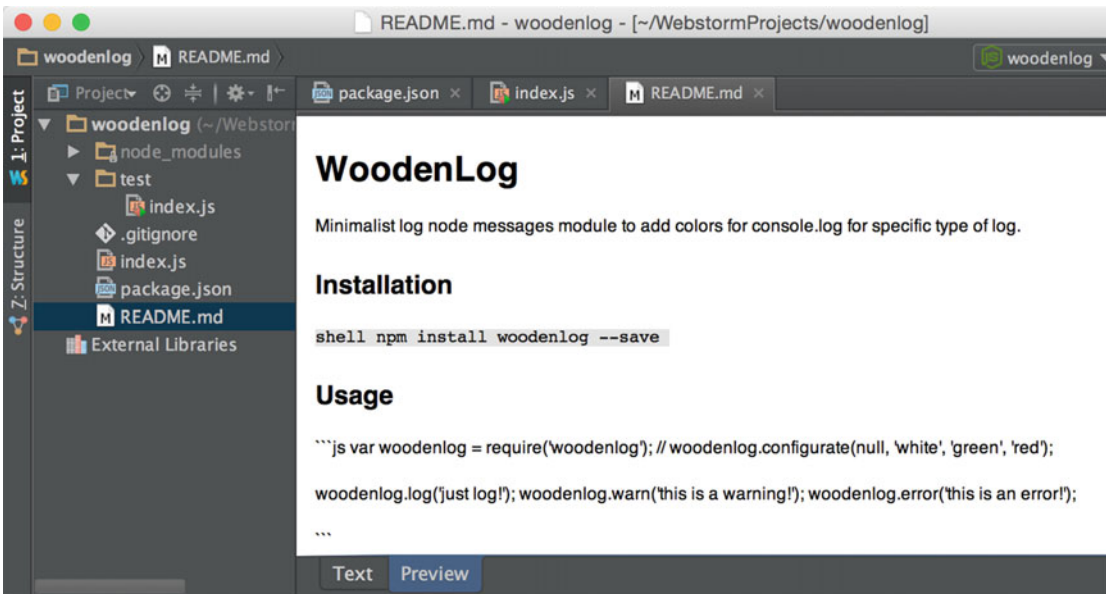 README.md - woodenlog - [~/WebstormProjects/woodenlog]
woodenlog README.md
woodenlog
1: Project
Project
package.json × index.js × README.md ×
woodenlog (~/Webstorm
node_modules
test
index.js
.gitignore
index.js
package.json
README.md
External Libraries
Z: Structure
WoodenLog
Minimalist log node messages module to add colors for console.log for specific type of log.
Installation
shell npm install woodenlog --save
Usage
```js var woodenlog = require('woodenlog'); // woodenlog.configurate(null, 'white', 'green', 'red');
woodenlog.log('just log!'); woodenlog.warn('this is a warning!'); woodenlog.error('this is an error!');
```
Text Preview